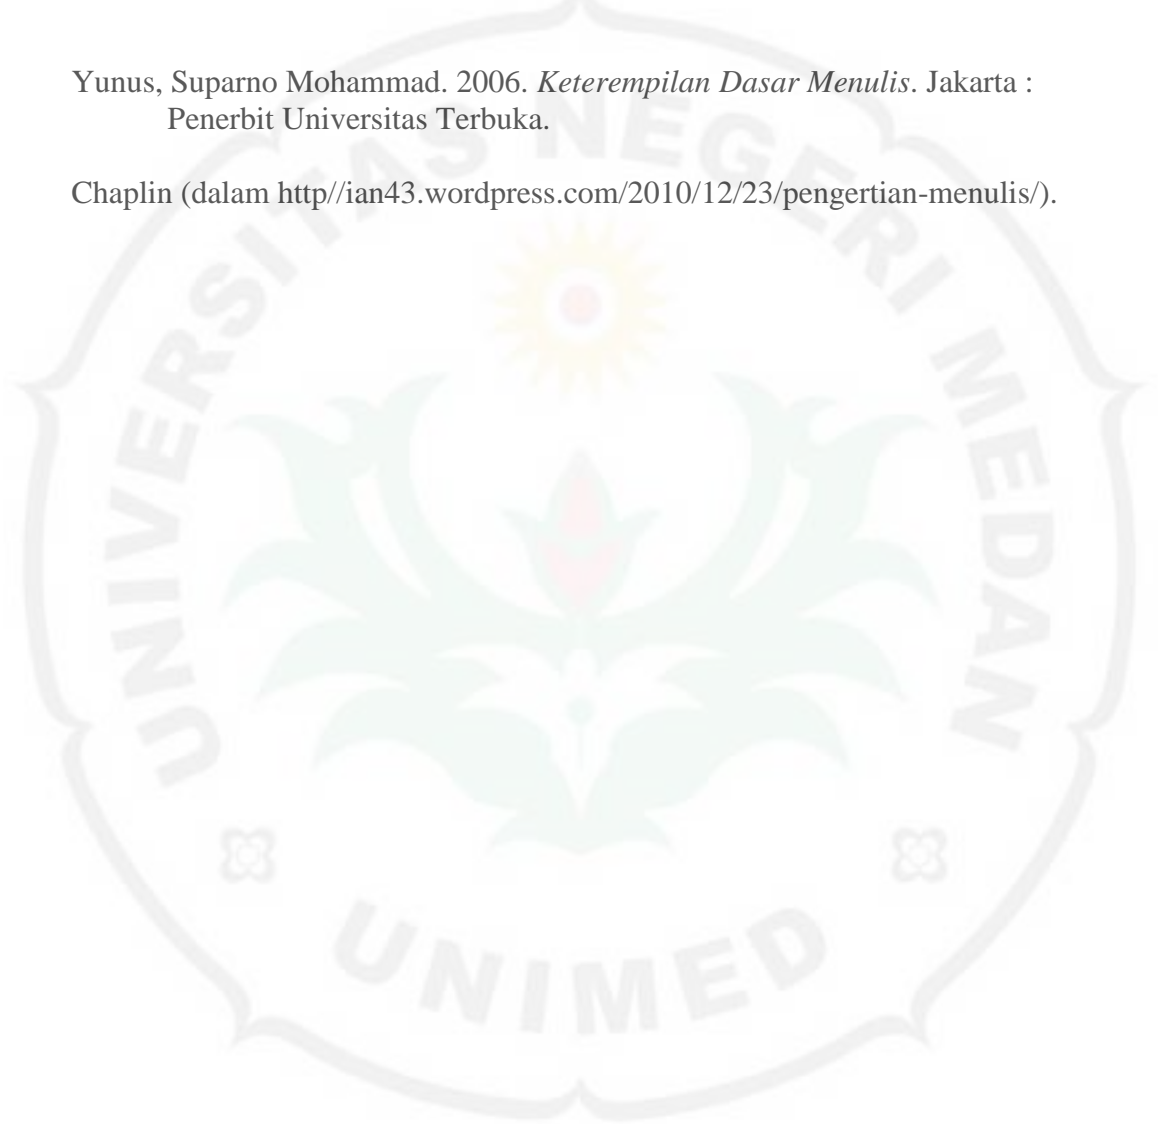 Yunus, Suparno Mohammad. 2006. Keterempilan Dasar Menulis. Jakarta :
Penerbit Universitas Terbuka.
Chaplin (dalam http//ian43.wordpress.com/2010/12/23/pengertian-menulis/).
UNIVERSITAS NEGERI MEDAN
UNIMED